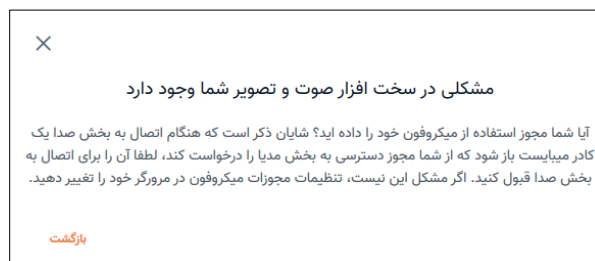 مشکلی در سخت افزار صوت و تصویر شما وجود دارد
آیا شما مجوز استفاده از میکروفون خود را داده اید؟ شایان ذکر است که هنگام اتصال به بخش صدا یک
کادر میبایست باز شود که از شما مجوز دسترسی به بخش مدیا را درخواست کند، لطفا آن را برای اتصال به
بخش صدا قبول کنید. اگر مشکل این نیست، تنظیمات مجوزات میکروفون در مرورگر خود را تغییر دهید.
بازگشت